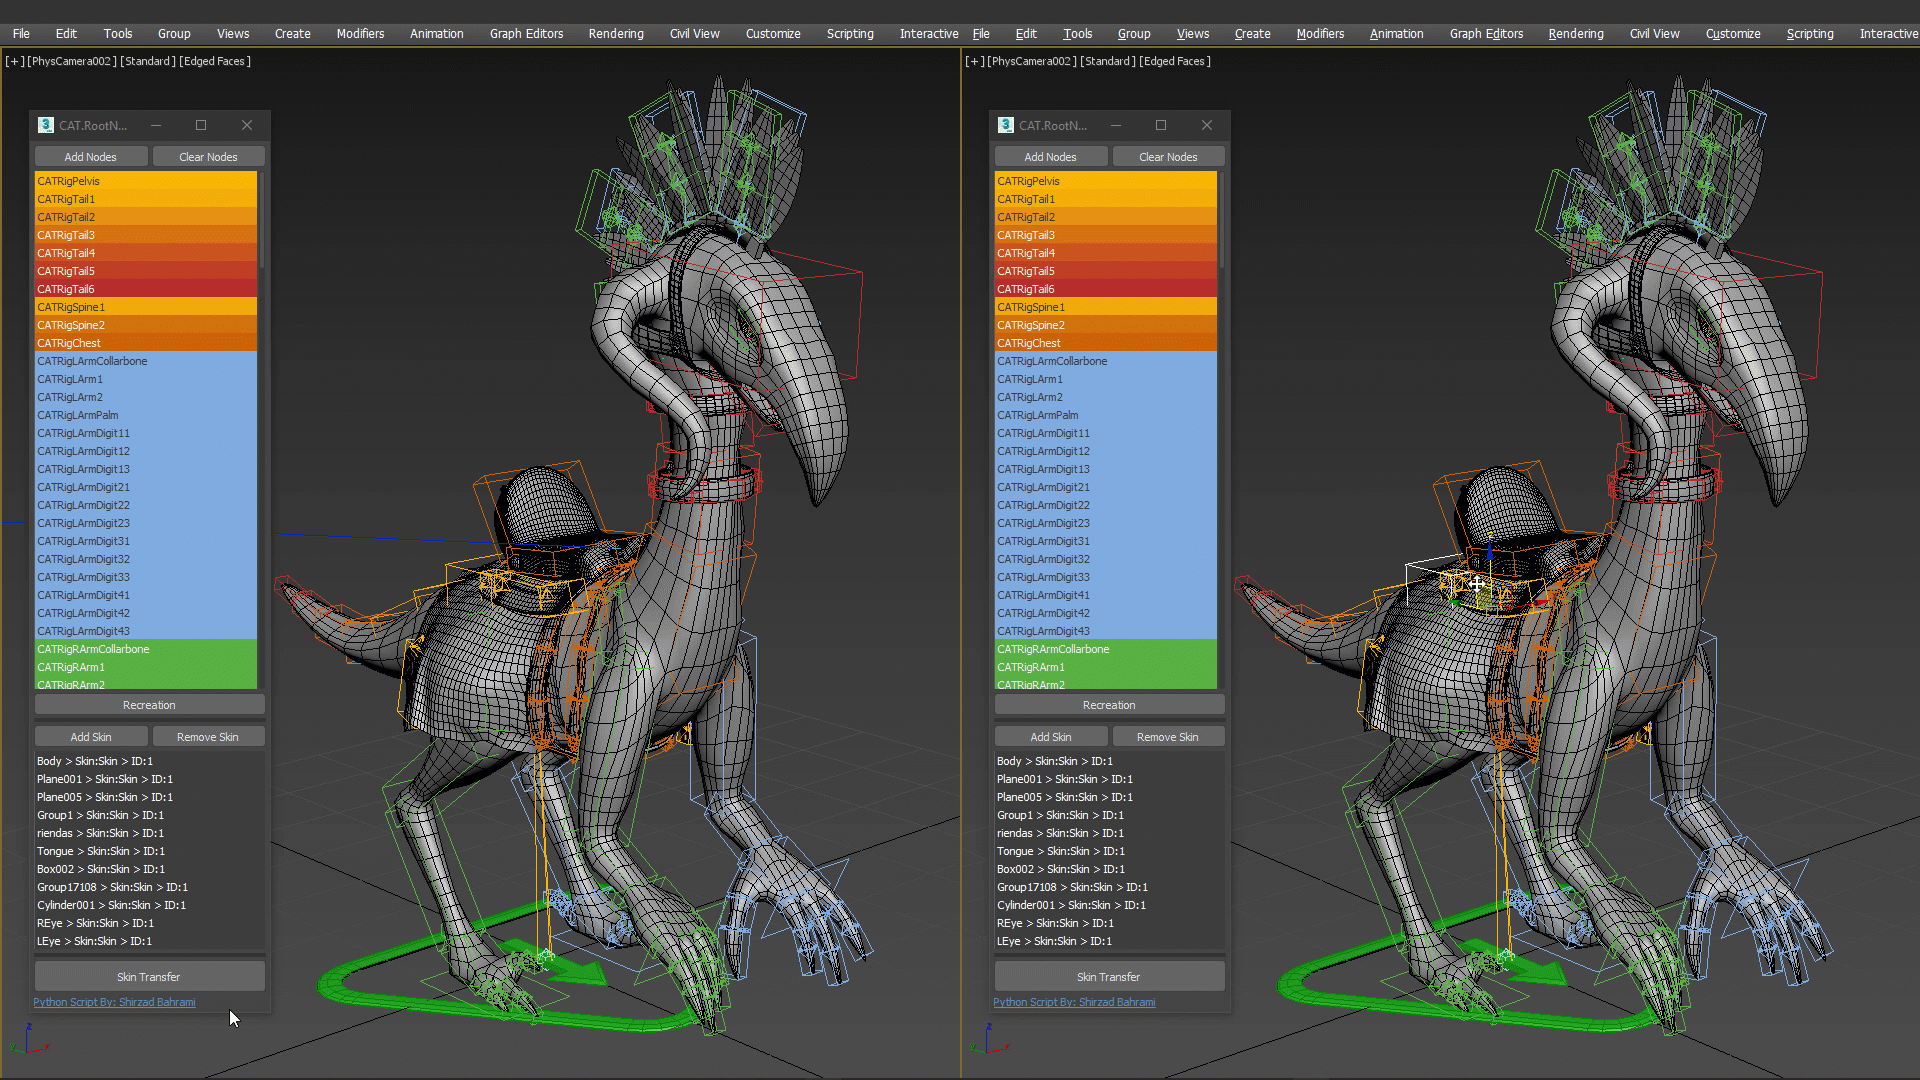 File Edit Tools Group Views Create Modifiers Animation Graph Editors Rendering Civil View Customize Scripting Interactive
[+] [PhysCamera002] [Standard] [Edged Faces]
3 CAT.RootN...
Add Nodes Clear Nodes
CATRigPelvis
CATRigTail1
CATRigTail2
CATRigTail3
CATRigTail4
CATRigTail5
CATRigTail6
CATRigSpine1
CATRigSpine2
CATRigChest
CATRigLArmCollarbone
CATRigLArm1
CATRigLArm2
CATRigLArmPalm
CATRigLArmDigit11
CATRigLArmDigit12
CATRigLArmDigit13
CATRigLArmDigit21
CATRigLArmDigit22
CATRigLArmDigit23
CATRigLArmDigit31
CATRigLArmDigit32
CATRigLArmDigit33
CATRigLArmDigit41
CATRigLArmDigit42
CATRigLArmDigit43
CATRigRArmCollarbone
CATRigRArm1
CATRigRArm2
Recreation
Add Skin Remove Skin
Body > Skin:Skin > ID:1
Plane001 > Skin:Skin > ID:1
Plane005 > Skin:Skin > ID:1
Group1 > Skin:Skin > ID:1
riendas > Skin:Skin > ID:1
Tongue > Skin:Skin > ID:1
Box002 > Skin:Skin > ID:1
Group17108 > Skin:Skin > ID:1
Cylinder001 > Skin:Skin > ID:1
REye > Skin:Skin > ID:1
LEye > Skin:Skin > ID:1
Skin Transfer
Python Script By: Shirzad Bahrami
z
y x
File Edit Tools Group Views Create Modifiers Animation Graph Editors Rendering Civil View Customize Scripting Interactive
[+] [PhysCamera002] [Standard] [Edged Faces]
3 CAT.RootN...
Add Nodes Clear Nodes
CATRigPelvis
CATRigTail1
CATRigTail2
CATRigTail3
CATRigTail4
CATRigTail5
CATRigTail6
CATRigSpine1
CATRigSpine2
CATRigChest
CATRigLArmCollarbone
CATRigLArm1
CATRigLArm2
CATRigLArmPalm
CATRigLArmDigit11
CATRigLArmDigit12
CATRigLArmDigit13
CATRigLArmDigit21
CATRigLArmDigit22
CATRigLArmDigit23
CATRigLArmDigit31
CATRigLArmDigit32
CATRigLArmDigit33
CATRigLArmDigit41
CATRigLArmDigit42
CATRigLArmDigit43
CATRigRArmCollarbone
CATRigRArm1
CATRigRArm2
Recreation
Add Skin Remove Skin
Body > Skin:Skin > ID:1
Plane001 > Skin:Skin > ID:1
Plane005 > Skin:Skin > ID:1
Group1 > Skin:Skin > ID:1
riendas > Skin:Skin > ID:1
Tongue > Skin:Skin > ID:1
Box002 > Skin:Skin > ID:1
Group17108 > Skin:Skin > ID:1
Cylinder001 > Skin:Skin > ID:1
REye > Skin:Skin > ID:1
LEye > Skin:Skin > ID:1
Skin Transfer
Python Script By: Shirzad Bahrami
z
y x